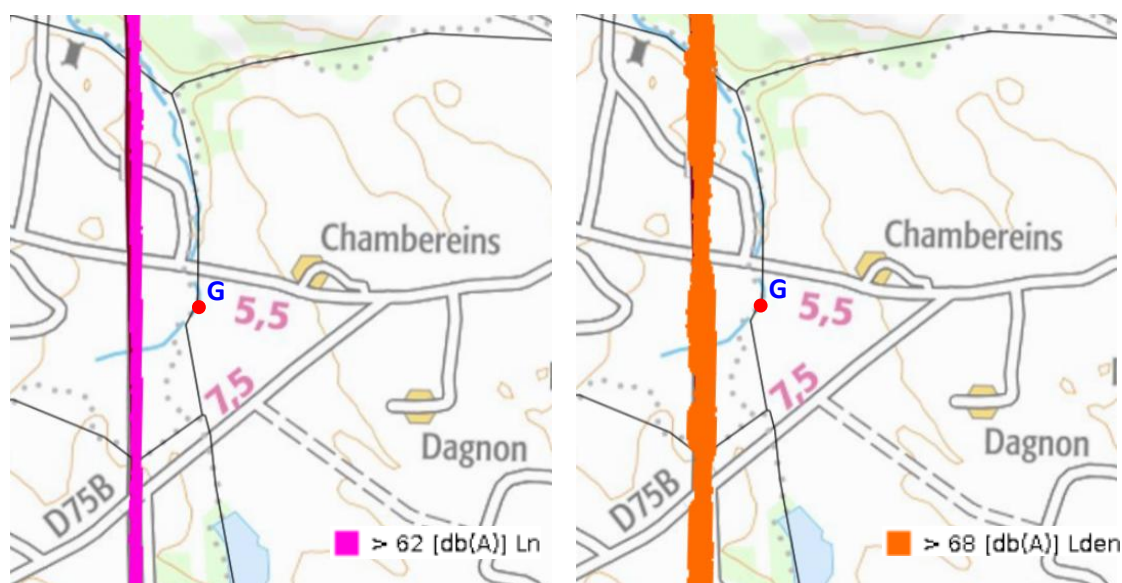 Chambereins
G
5,5
7,5
Dagnon
D75B
> 62 [db(A)] Ln
Chambereins
G
5,5
7,5
Dagnon
D75B
> 68 [db(A)] Lden